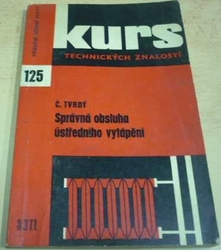 kurs
TECHNICKÝCH ZNALOSTÍ
125
Č. TVRDÝ
Správná obsluha
ústředního vytápění
SNTL